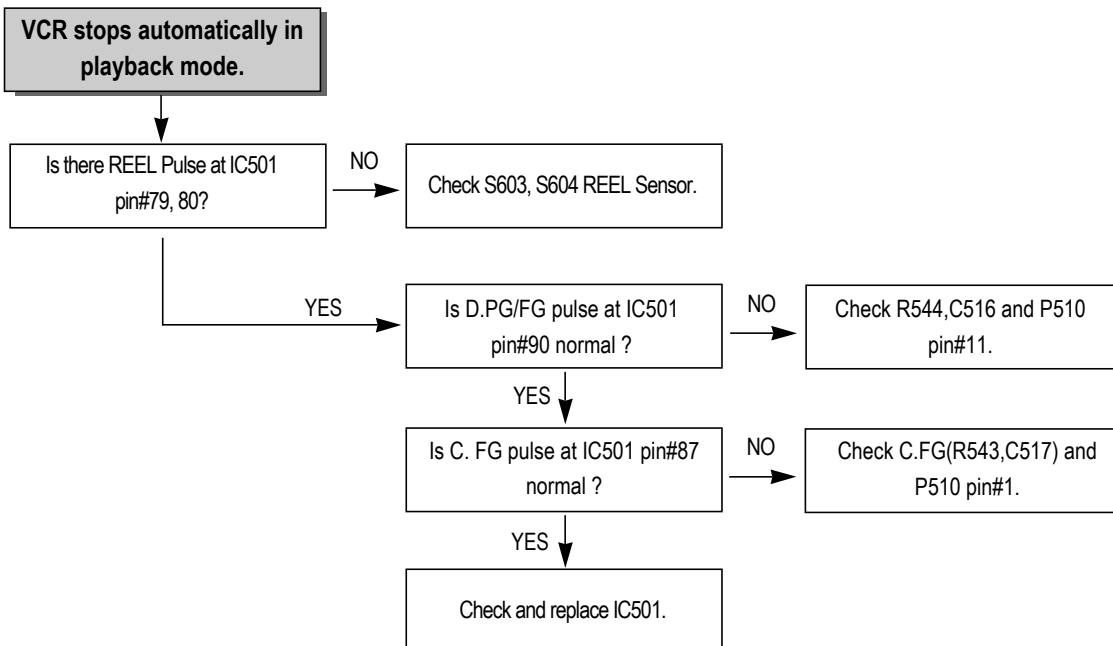 VCR stops automatically in
playback mode.
Is there REEL Pulse at IC501
pin#79, 80?
NO
Check S603, S604 REEL Sensor.
YES
Is D.PG/FG pulse at IC501
pin#90 normal ?
NO
Check R544,C516 and P510
pin#11.
YES
Is C. FG pulse at IC501 pin#87
normal ?
NO
Check C.FG(R543,C517) and
P510 pin#1.
YES
Check and replace IC501.